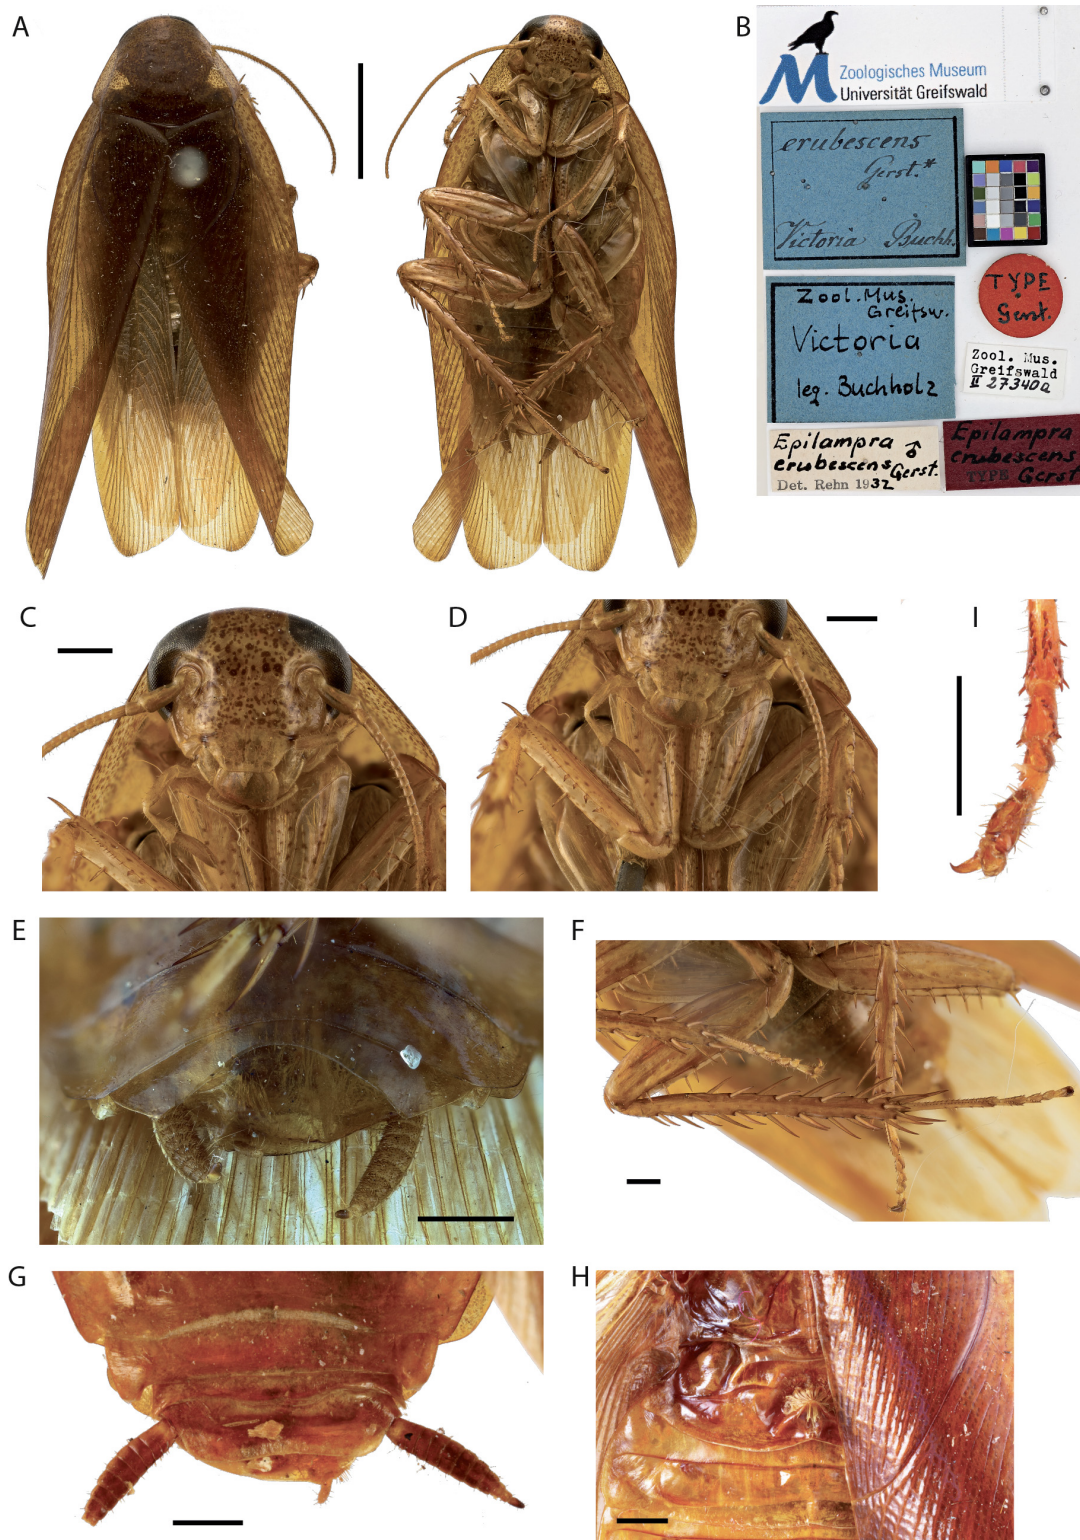 A
B
Zoologisches Museum
Universität Greifswald
erubescens
Gerst.*
Victoria Buchh.
TYPE
Gerst.
Zool. Mus.
Greifsw.
Victoria
leg. Buchholz
Zool. Mus.
Greifswald
II 27340a
Epilampra ♂
erubescens Gerst.
Det. Rehn 1932
Epilampra
erubescens
TYPE Gerst
C
D
I
E
F
G
H